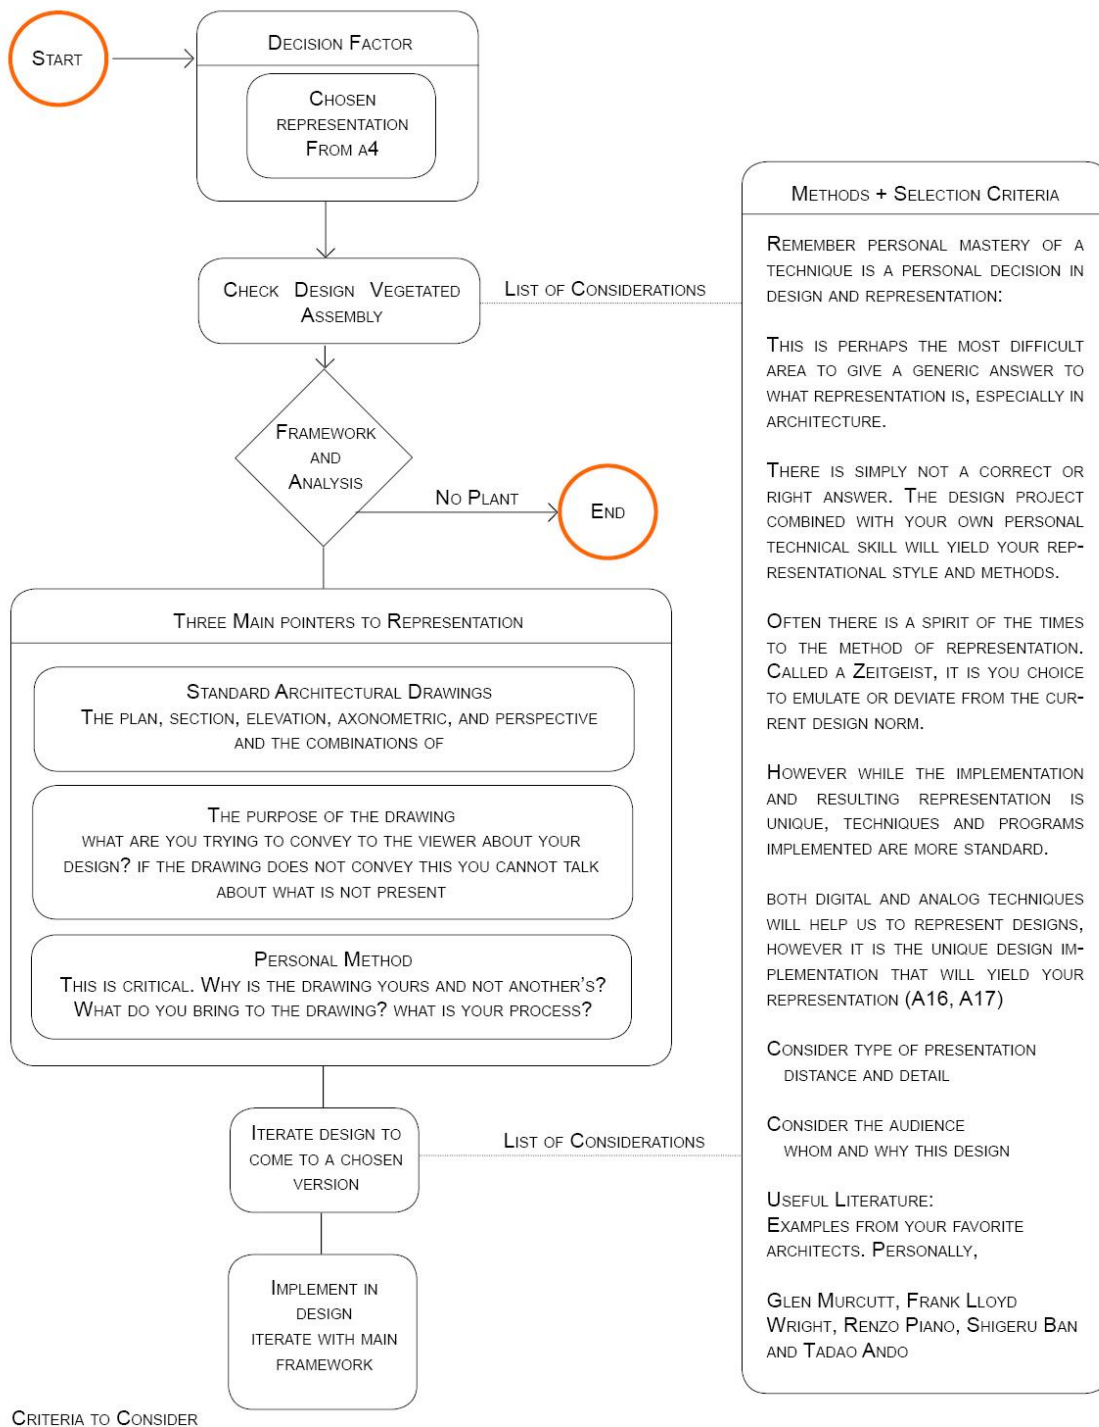 Start
Decision Factor
Chosen
representation
From a4
Check Design Vegetated
Assembly
List of Considerations
Framework
and
Analysis
No Plant
End
Three Main pointers to Representation
Standard Architectural Drawings
The plan, section, elevation, axonometric, and perspective
and the combinations of
The purpose of the drawing
what are you trying to convey to the viewer about your
design? if the drawing does not convey this you cannot talk
about what is not present
Personal Method
This is critical. Why is the drawing yours and not another's?
What do you bring to the drawing? what is your process?
Iterate design to
come to a chosen
version
List of Considerations
Implement in
design
iterate with main
framework
Methods + Selection Criteria
Remember personal mastery of a
technique is a personal decision in
design and representation:
This is perhaps the most difficult
area to give a generic answer to
what representation is, especially in
architecture.
There is simply not a correct or
right answer. The design project
combined with your own personal
technical skill will yield your rep-
resentational style and methods.
Often there is a spirit of the times
to the method of representation.
Called a Zeitgeist, it is you choice
to emulate or deviate from the cur-
rent design norm.
However while the implementation
and resulting representation is
unique, techniques and programs
implemented are more standard.
both digital and analog techniques
will help us to represent designs,
however it is the unique design im-
plementation that will yield your
representation (A16, A17)
Consider type of presentation
distance and detail
Consider the audience
whom and why this design
Useful Literature:
Examples from your favorite
architects. Personally,
Glen Murcutt, Frank Lloyd
Wright, Renzo Piano, Shigeru Ban
and Tadao Ando
Criteria to Consider